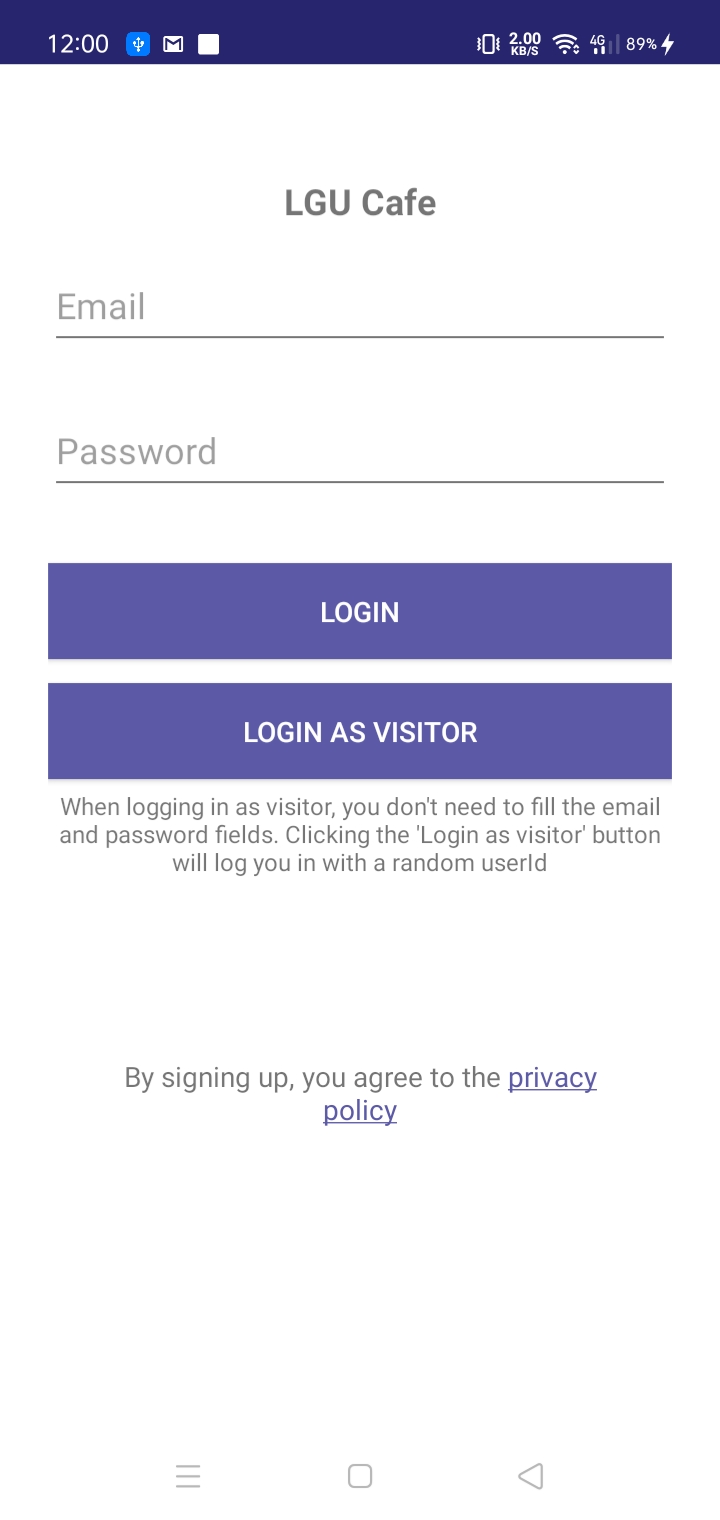 12:00 2.00 KB/S 4G 89%
LGU Cafe
Email
Password
LOGIN
LOGIN AS VISITOR
When logging in as visitor, you don't need to fill the email
and password fields. Clicking the 'Login as visitor' button
will log you in with a random userId
By signing up, you agree to the privacy
policy